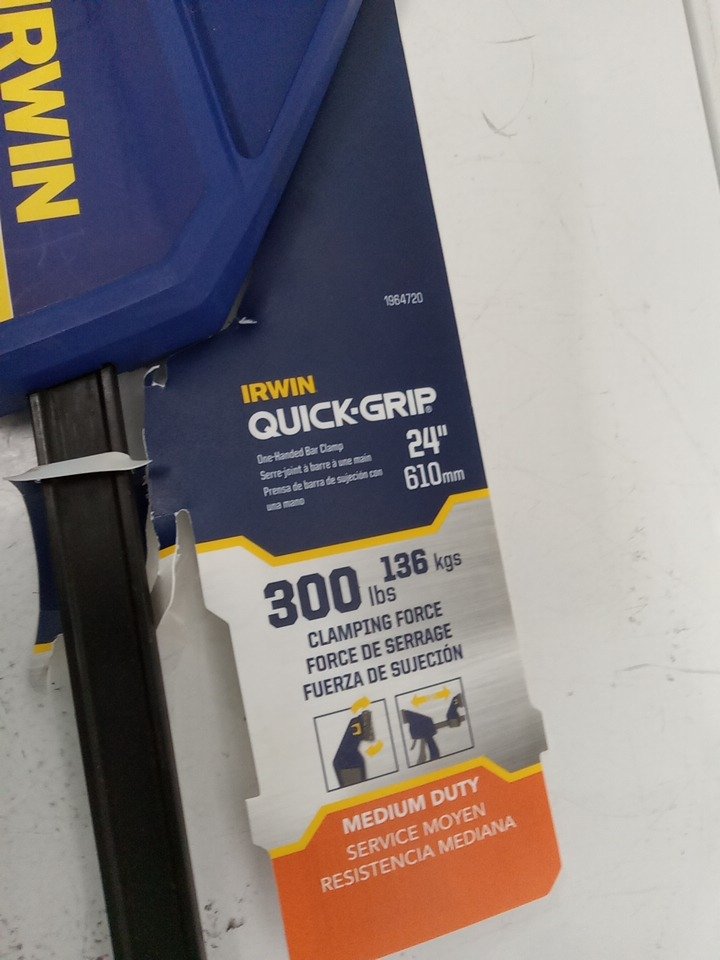 IRWIN
1964720
IRWIN
QUICK-GRIP®
One-Handed Bar Clamp
Serre-joint à barre à une main
Prensa de barra de sujeción con
una mano
24"
610mm
300 lbs
136 kgs
CLAMPING FORCE
FORCE DE SERRAGE
FUERZA DE SUJECIÓN
MEDIUM DUTY
SERVICE MOYEN
RESISTENCIA MEDIANA